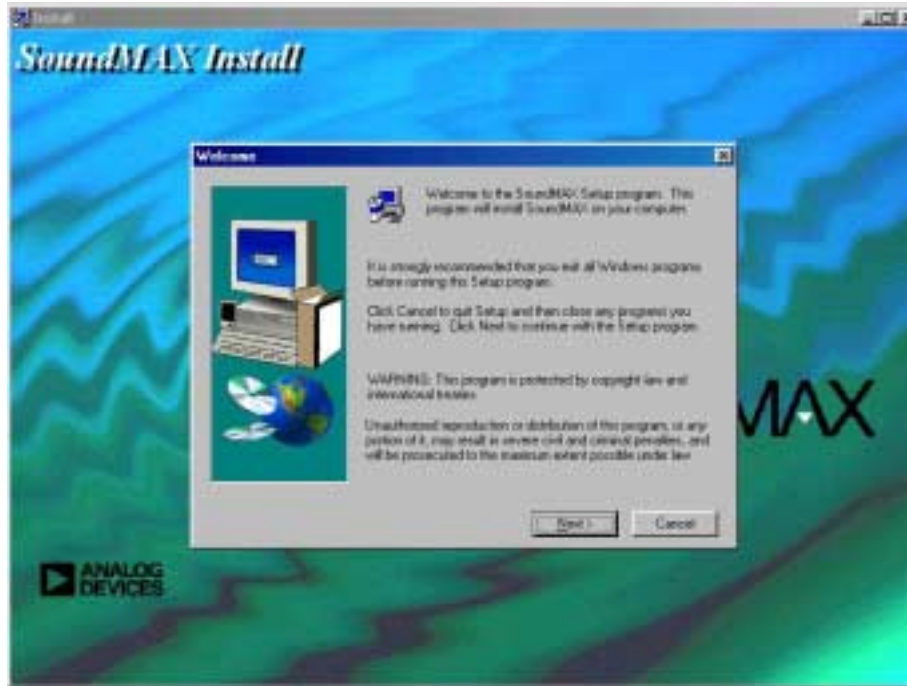 Install
SoundMAX Install
Welcome
Welcome to the SoundMAX Setup program. This
program will install SoundMAX on your computer.
It is strongly recommended that you exit all Windows programs
before running this Setup program.
Click Cancel to quit Setup and then close any programs you
have running. Click Next to continue with the Setup program.
WARNING: This program is protected by copyright law and
international treaties.
Unauthorized reproduction or distribution of this program, or any
portion of it, may result in severe civil and criminal penalties, and
will be prosecuted to the maximum extent possible under law.
MAX
Next >
Cancel
ANALOG
DEVICES